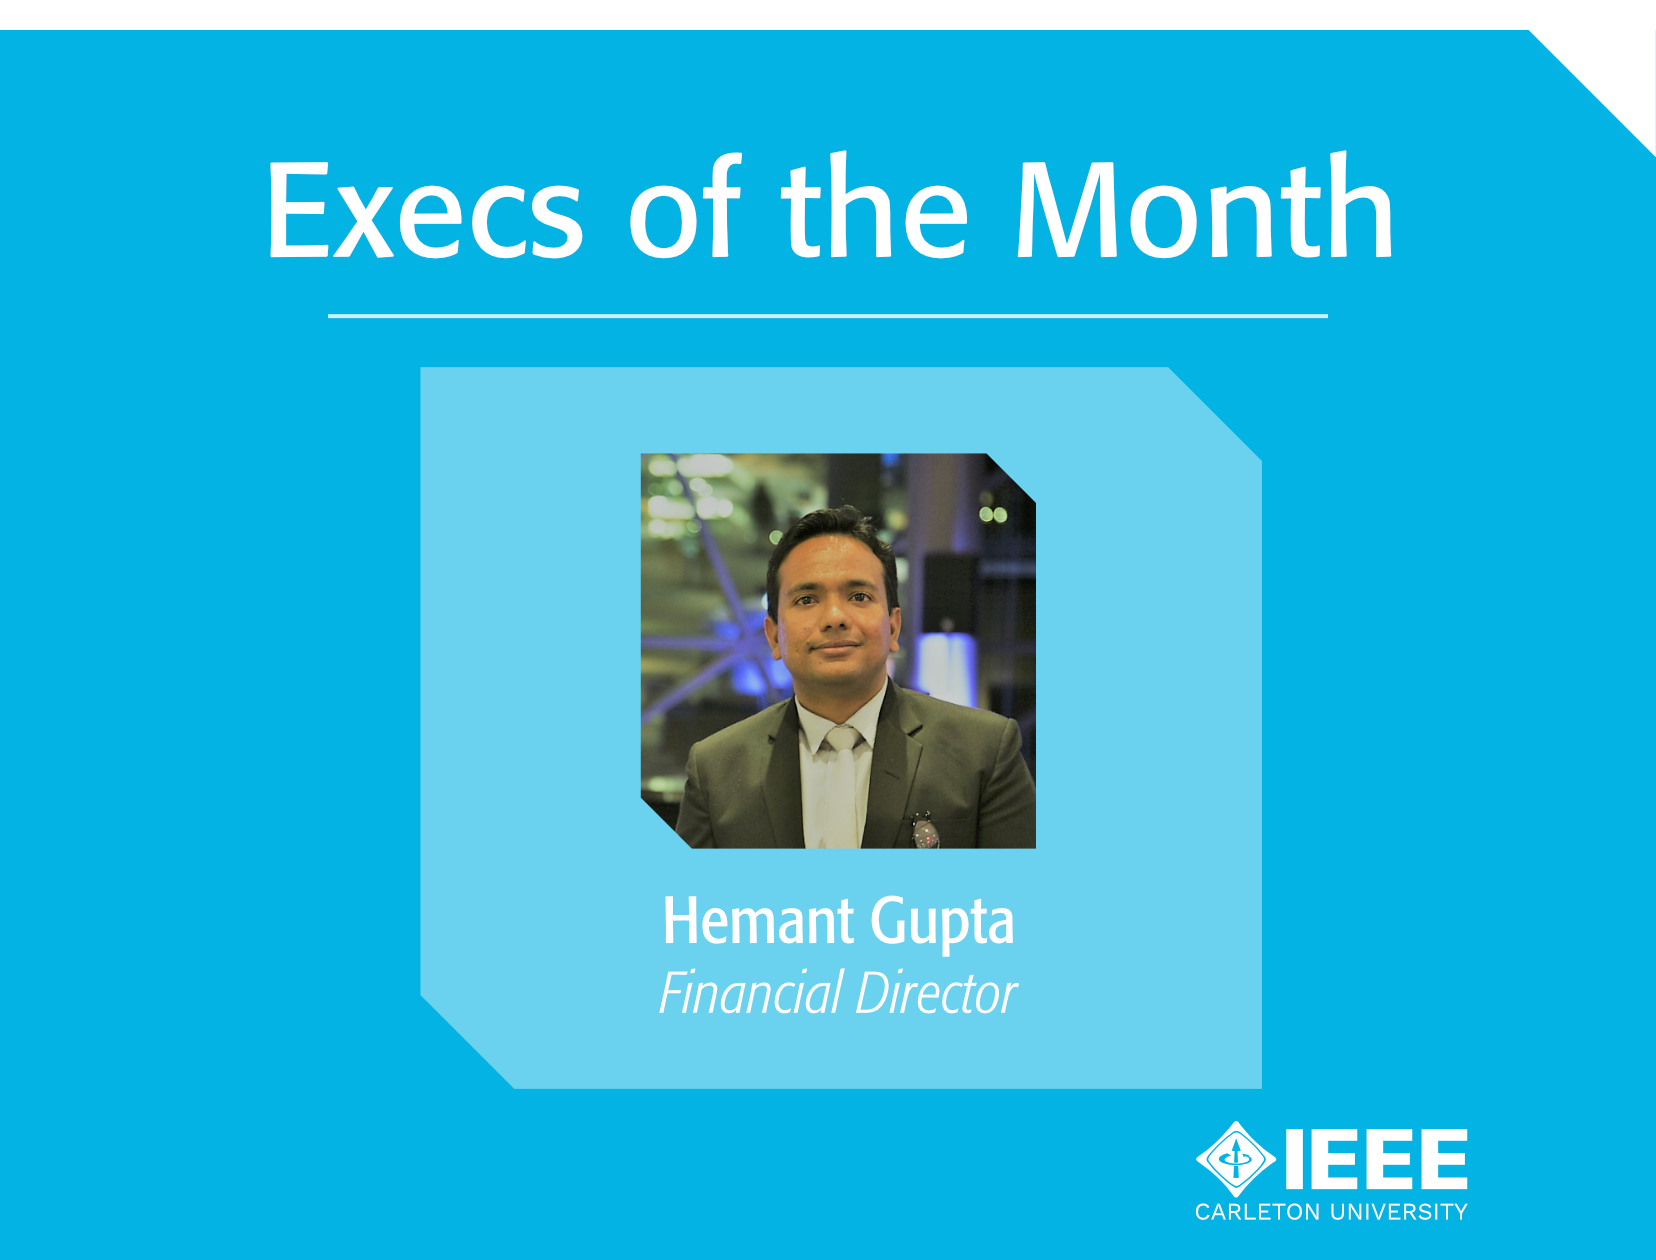 Execs of the Month
Hemant Gupta
Financial Director
IEEE
CARLETON UNIVERSITY